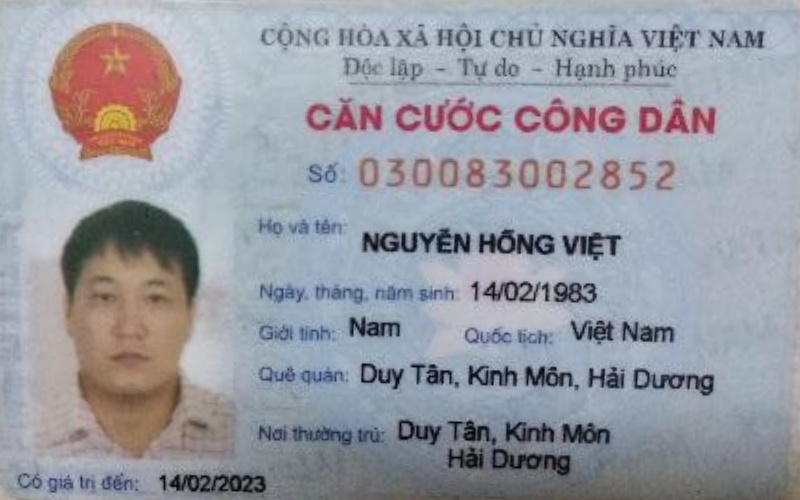 CỘNG HÒA XÃ HỘI CHỦ NGHĨA VIỆT NAM
Độc lập - Tự do - Hạnh phúc
CĂN CƯỚC CÔNG DÂN
Số: 030083002852
Họ và tên: NGUYỄN HỒNG VIỆT
Ngày, tháng, năm sinh: 14/02/1983
Giới tính: Nam Quốc tịch: Việt Nam
Quê quán: Duy Tân, Kinh Môn, Hải Dương
Nơi thường trú: Duy Tân, Kinh Môn
Hải Dương
Có giá trị đến: 14/02/2023